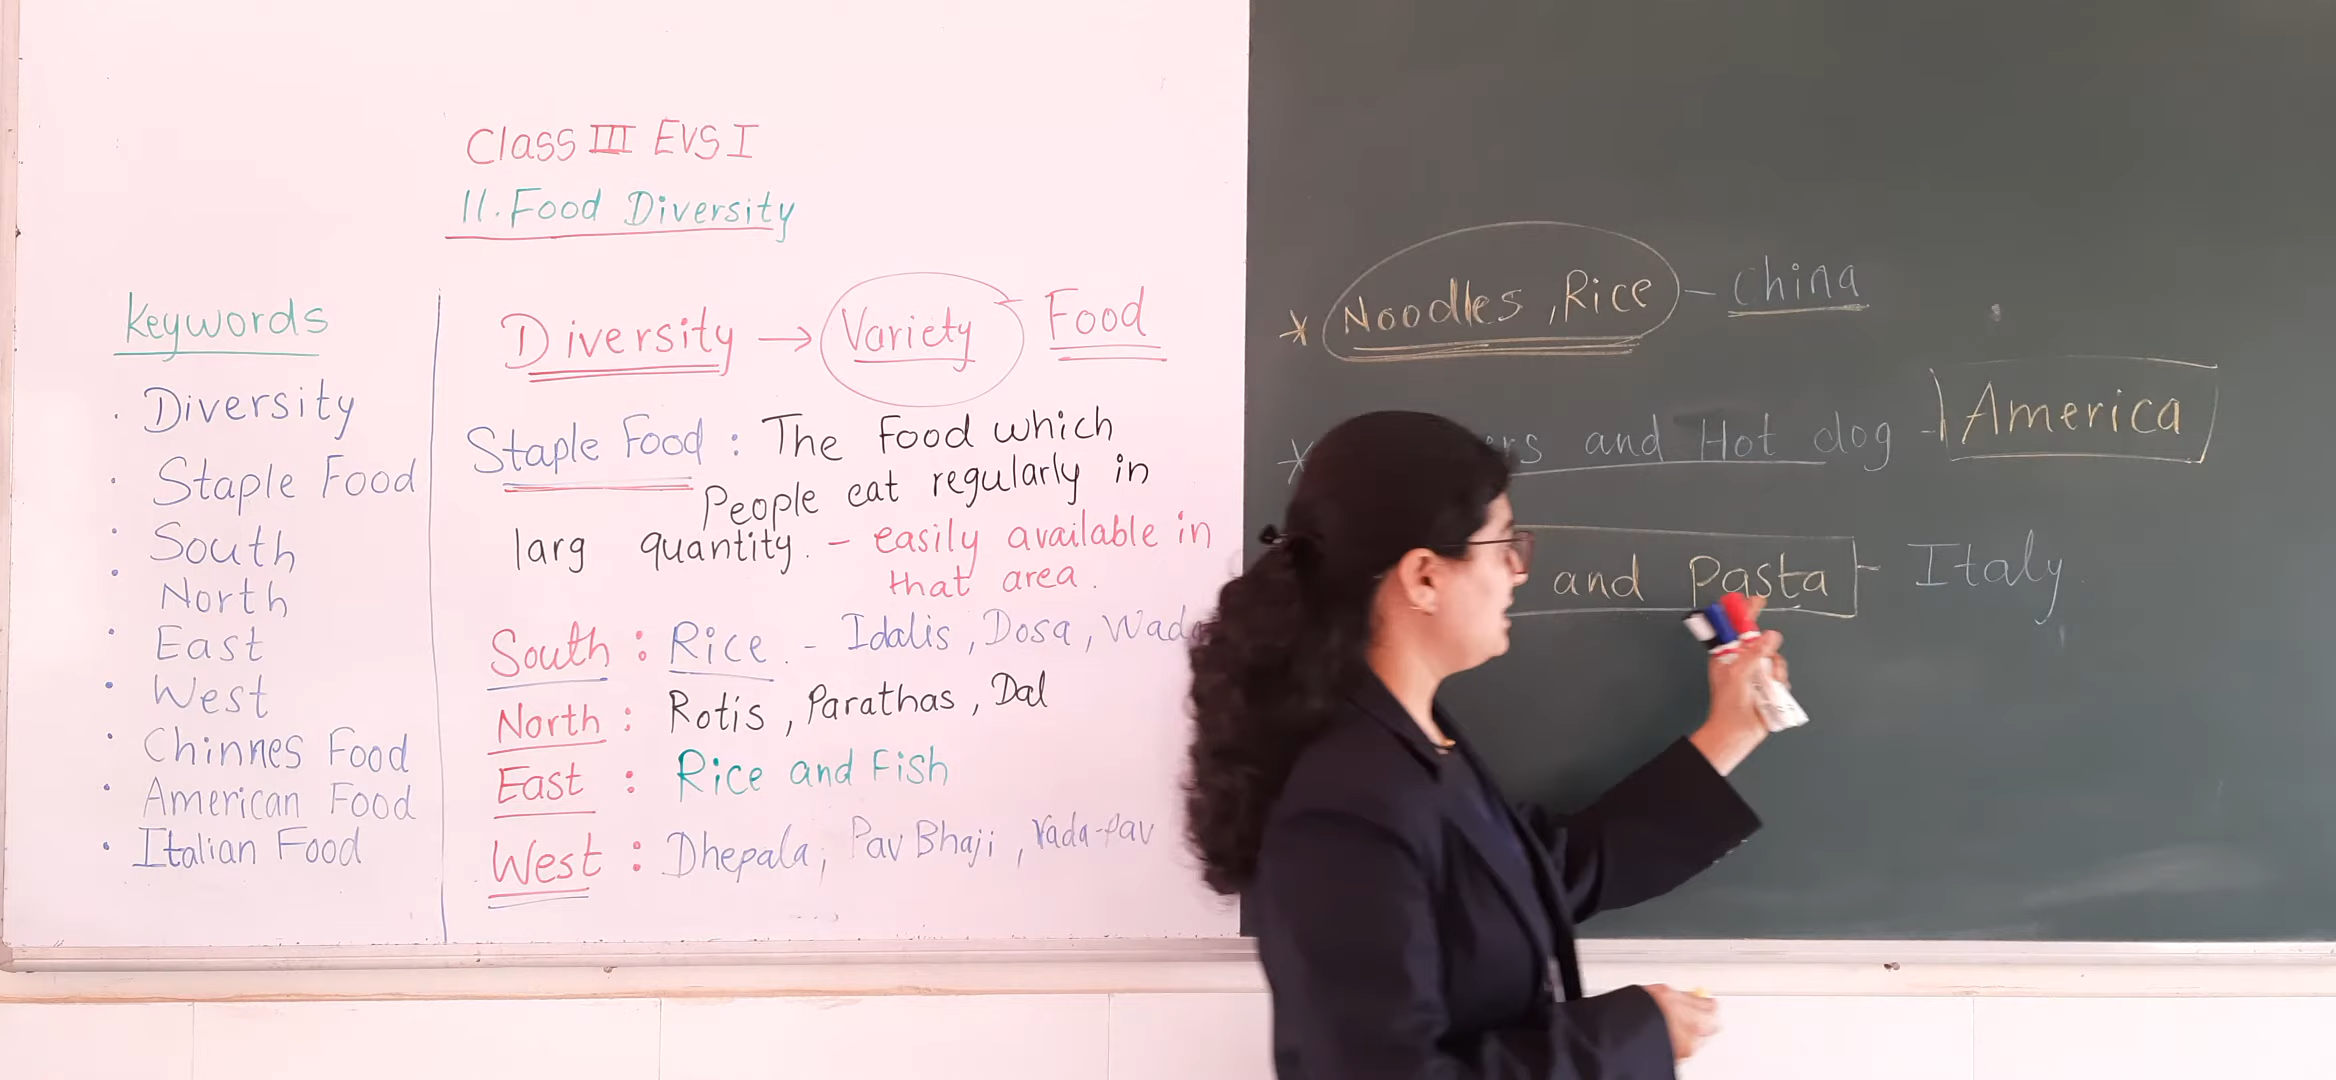 Class III EVS I
11. Food Diversity
Keywords
. Diversity
. Staple Food
. South
. North
. East
. West
. Chinnes Food
. American Food
. Italian Food
Diversity → Variety Food
Staple Food : The Food which
People eat regularly in
larg quantity. - easily available in
that area.
South : Rice. - Idalis, Dosa, Wada
North : Rotis, Parathas, Dal
East : Rice and Fish
West : Dhepala, Pav Bhaji, Vada-Pav
* Noodles, Rice - China
* and Hot dog - America
and Pasta - Italy